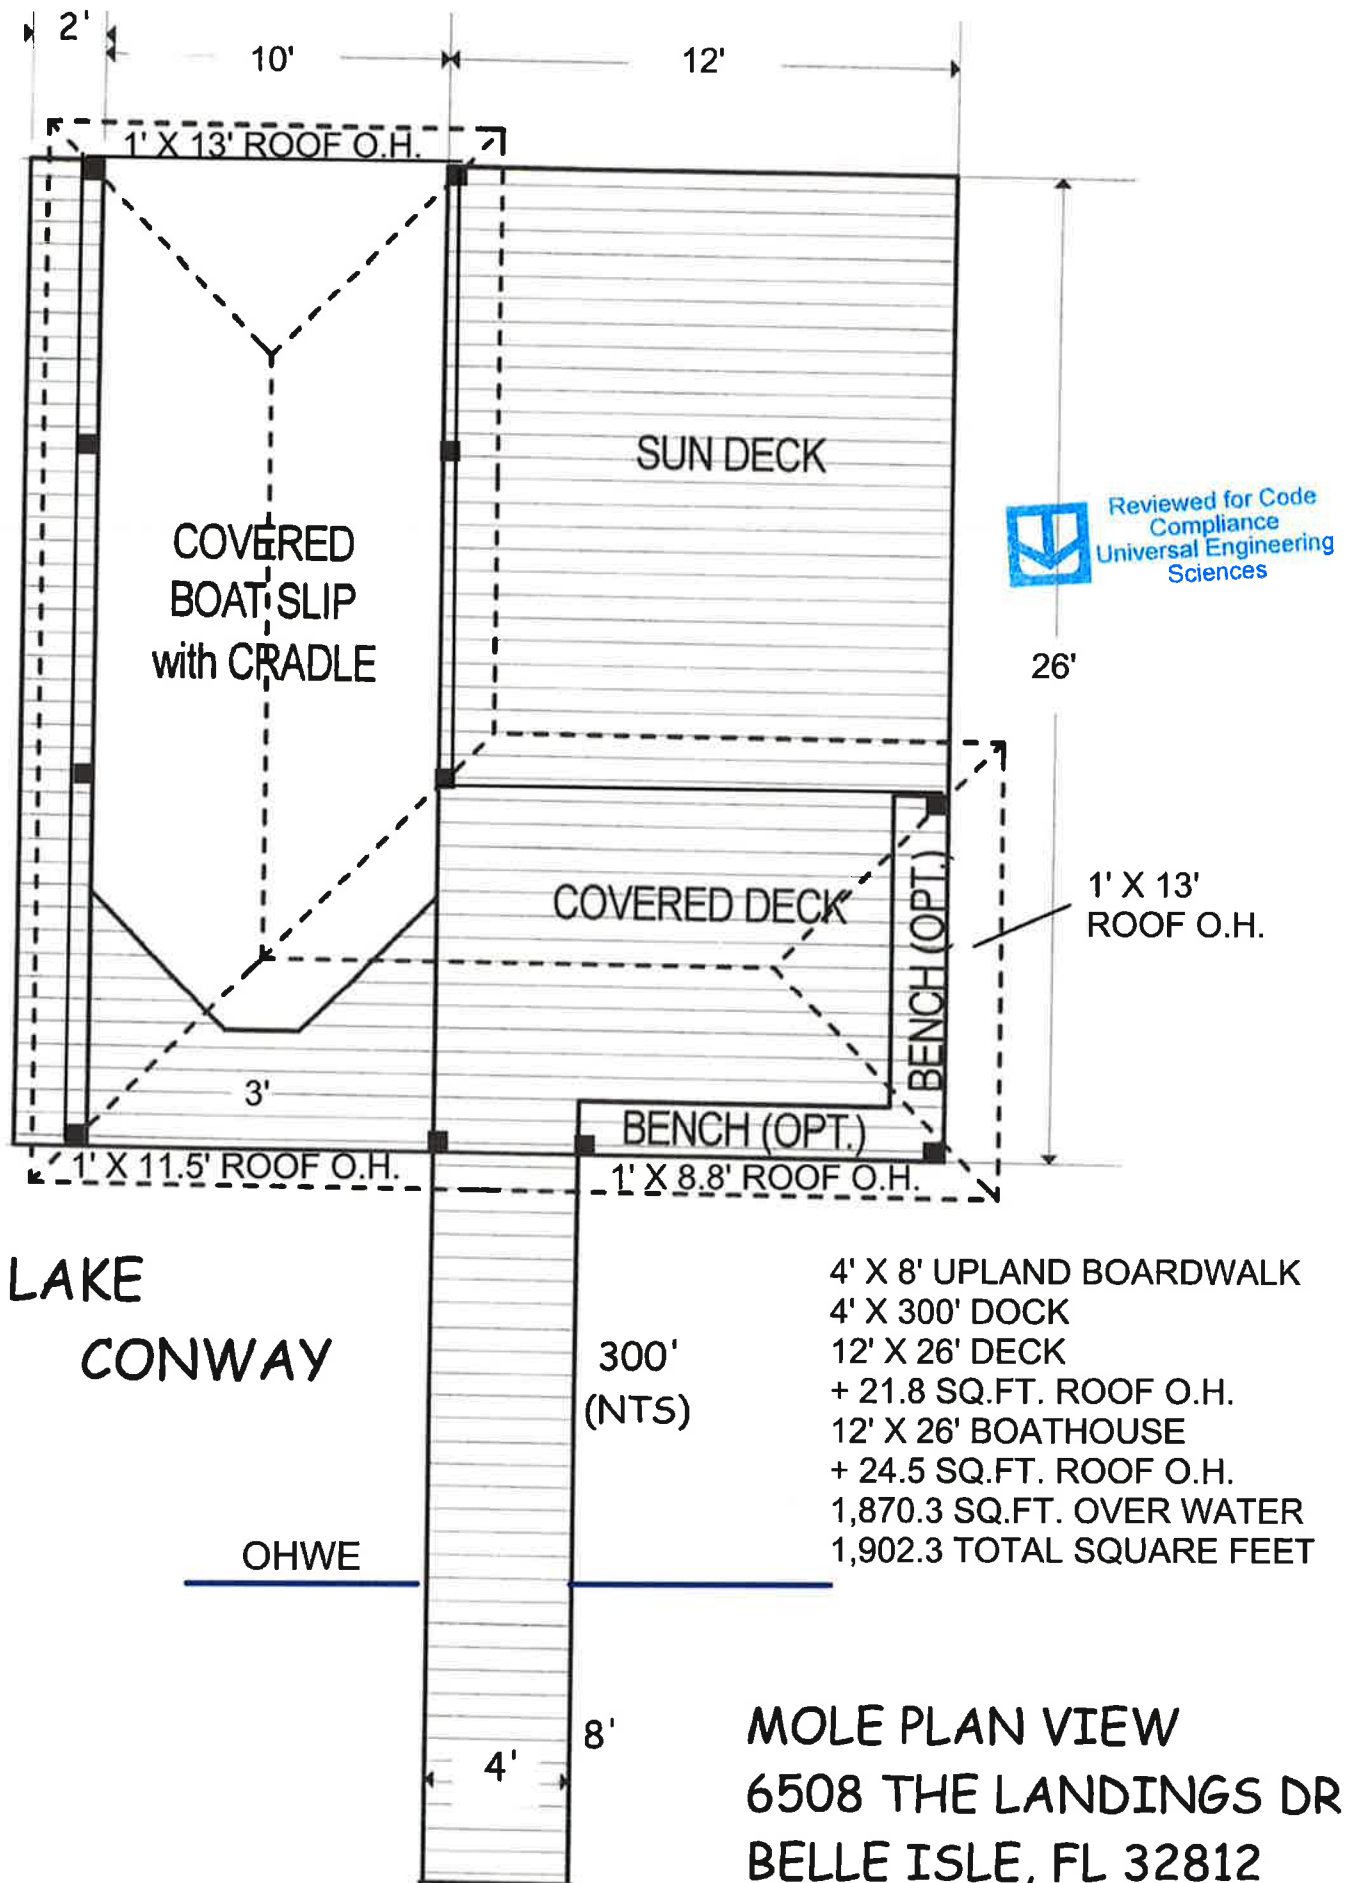 2'
10'
12'
1' X 13' ROOF O.H.
SUN DECK
Reviewed for Code
Compliance
Universal Engineering
Sciences
COVERED
BOAT SLIP
with CRADLE
26'
COVERED DECK
BENCH (OPT.)
1' X 13'
ROOF O.H.
3'
BENCH (OPT.)
1' X 11.5' ROOF O.H.
1' X 8.8' ROOF O.H.
LAKE
CONWAY
300'
(NTS)
4' X 8' UPLAND BOARDWALK
4' X 300' DOCK
12' X 26' DECK
+ 21.8 SQ.FT. ROOF O.H.
12' X 26' BOATHOUSE
+ 24.5 SQ.FT. ROOF O.H.
1,870.3 SQ.FT. OVER WATER
1,902.3 TOTAL SQUARE FEET
OHWE
8'
4'
MOLE PLAN VIEW
6508 THE LANDINGS DR
BELLE ISLE, FL 32812